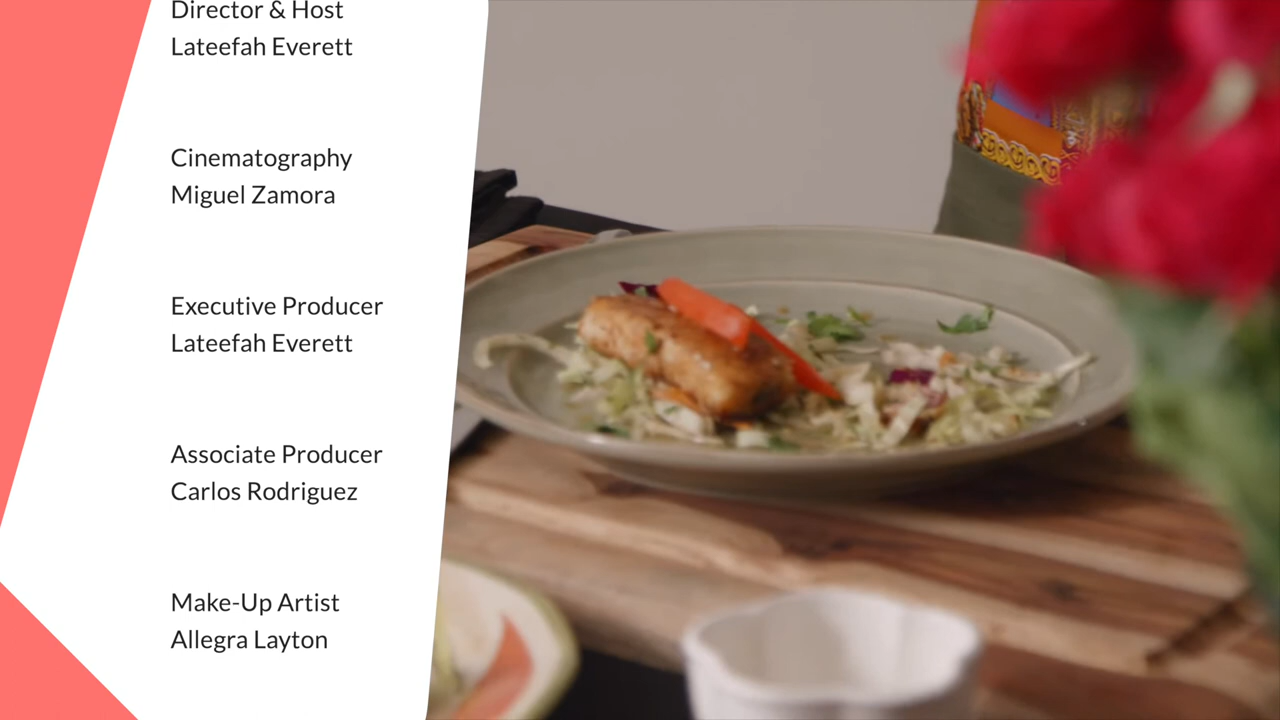 Director & Host
Lateefah Everett
Cinematography
Miguel Zamora
Executive Producer
Lateefah Everett
Associate Producer
Carlos Rodriguez
Make-Up Artist
Allegra Layton